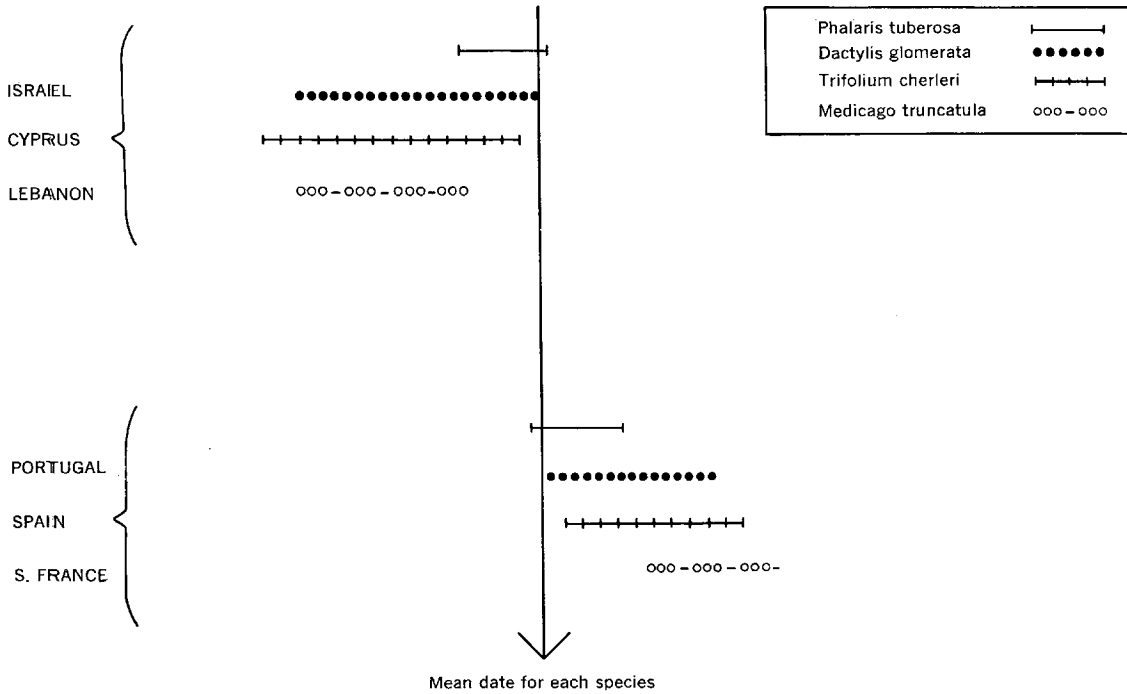 Phalaris tuberosa
Dactylis glomerata
Trifolium cherleri
Medicago truncatula
ISRAIEL
CYPRUS
LEBANON
PORTUGAL
SPAIN
S. FRANCE
Mean date for each species